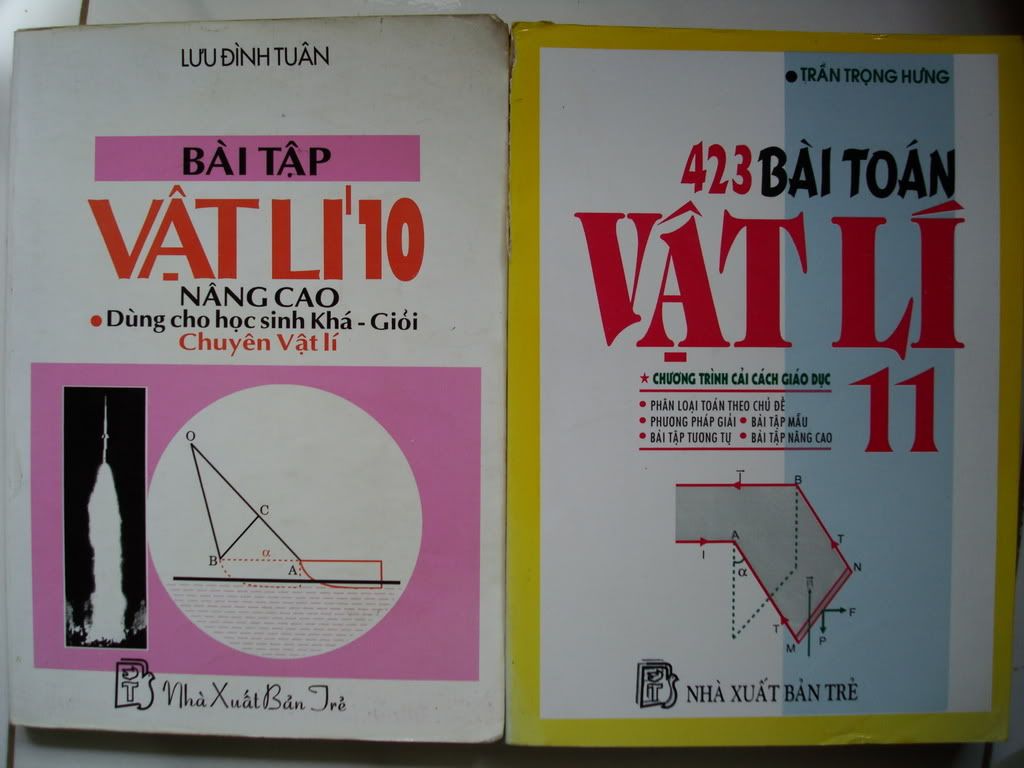 LƯU ĐÌNH TUÂN
BÀI TẬP
VẬT LÍ 10
NÂNG CAO
• Dùng cho học sinh Khá - Giỏi
Chuyên Vật lí
O
C
B
α
A
Nhà Xuất Bản Trẻ
• TRẦN TRỌNG HƯNG
423 BÀI TOÁN
VẬT LÍ
11
★ CHƯƠNG TRÌNH CẢI CÁCH GIÁO DỤC
• PHÂN LOẠI TOÁN THEO CHỦ ĐỀ
• PHƯƠNG PHÁP GIẢI • BÀI TẬP MẪU
• BÀI TẬP TƯƠNG TỰ • BÀI TẬP NÂNG CAO
I
B
A
I
T
N
α
n
F
T
P
M
NHÀ XUẤT BẢN TRẺ